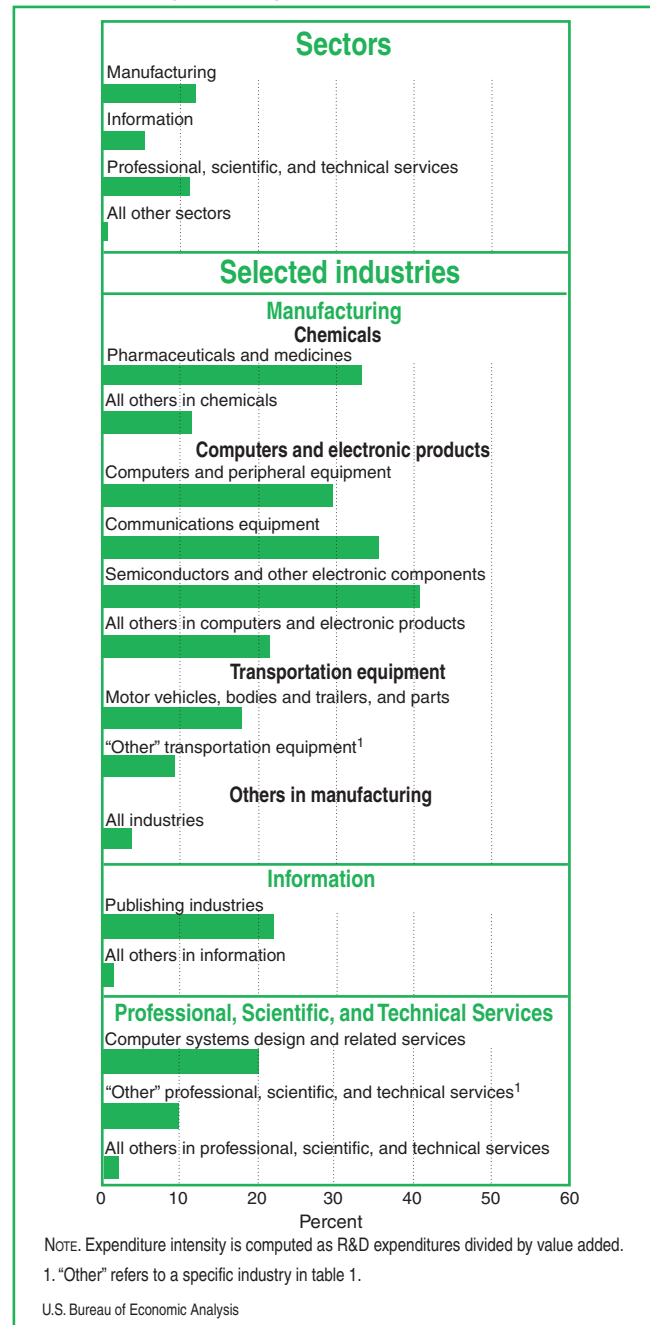 Sectors
Manufacturing
Information
Professional, scientific, and technical services
All other sectors
Selected industries
Manufacturing
Chemicals
Pharmaceuticals and medicines
All others in chemicals
Computers and electronic products
Computers and peripheral equipment
Communications equipment
Semiconductors and other electronic components
All others in computers and electronic products
Transportation equipment
Motor vehicles, bodies and trailers, and parts
“Other” transportation equipment1
Others in manufacturing
All industries
Information
Publishing industries
All others in information
Professional, Scientific, and Technical Services
Computer systems design and related services
“Other” professional, scientific, and technical services1
All others in professional, scientific, and technical services
0 10 20 30 40 50 60
Percent
NOTE. Expenditure intensity is computed as R&D expenditures divided by value added.
1. “Other” refers to a specific industry in table 1.
U.S. Bureau of Economic Analysis